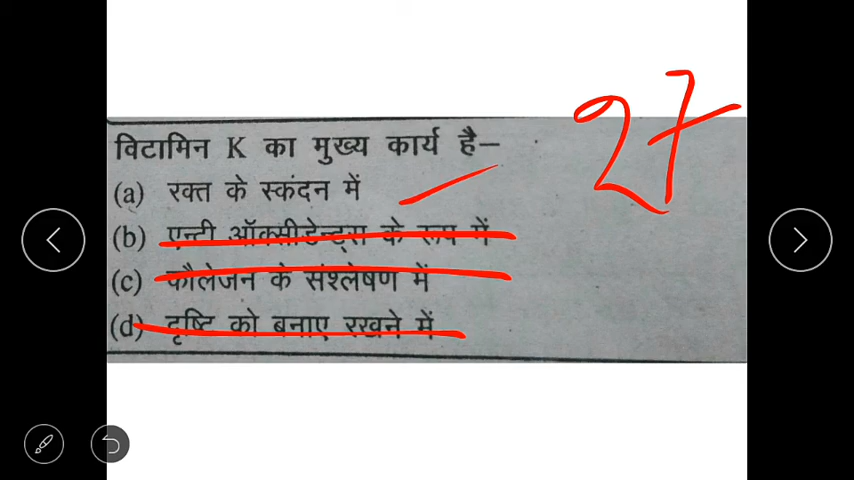 27
विटामिन K का मुख्य कार्य है–
(a) रक्त के स्कंदन में
(b) एन्टी ऑक्सीडेन्ट्स के रूप में
(c) कौलेजन के संश्लेषण में
(d) दृष्टि को बनाए रखने में